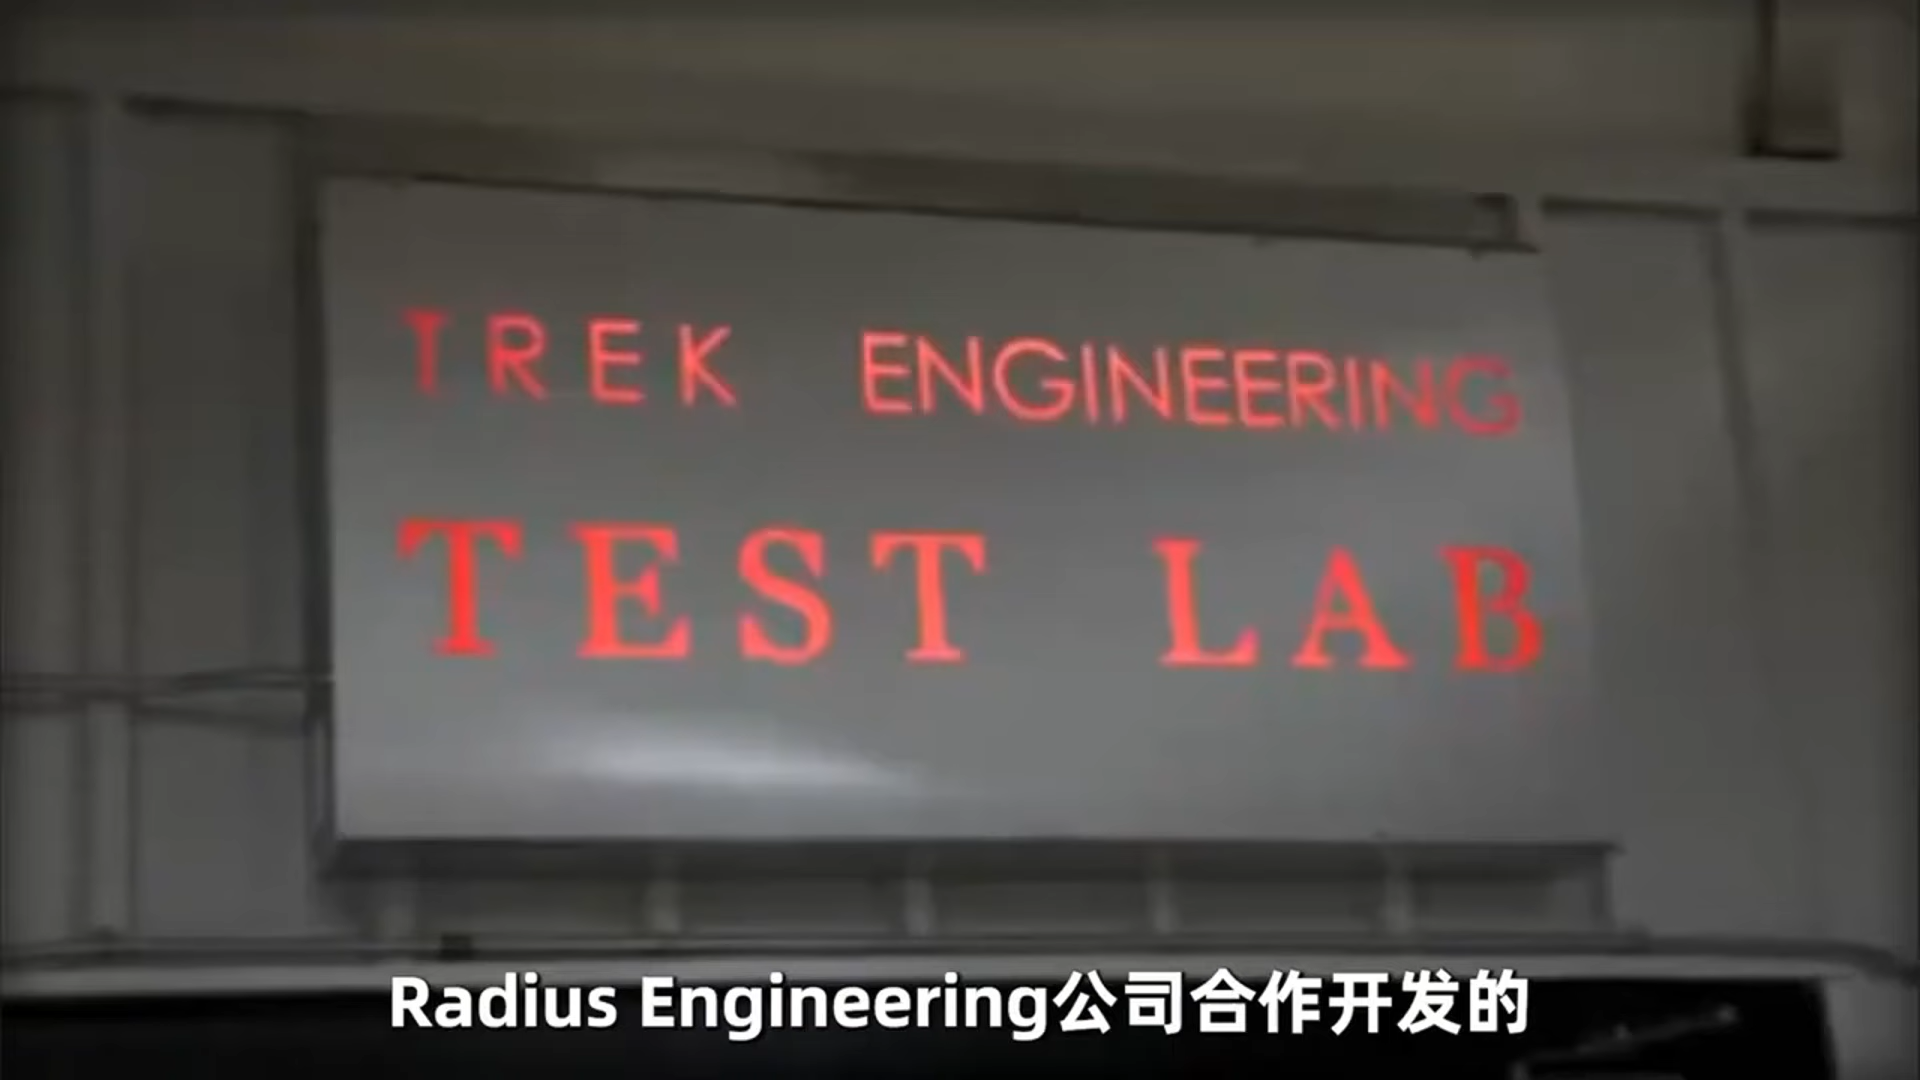 TREK ENGINEERING
TEST LAB
Radius Engineering公司合作开发的